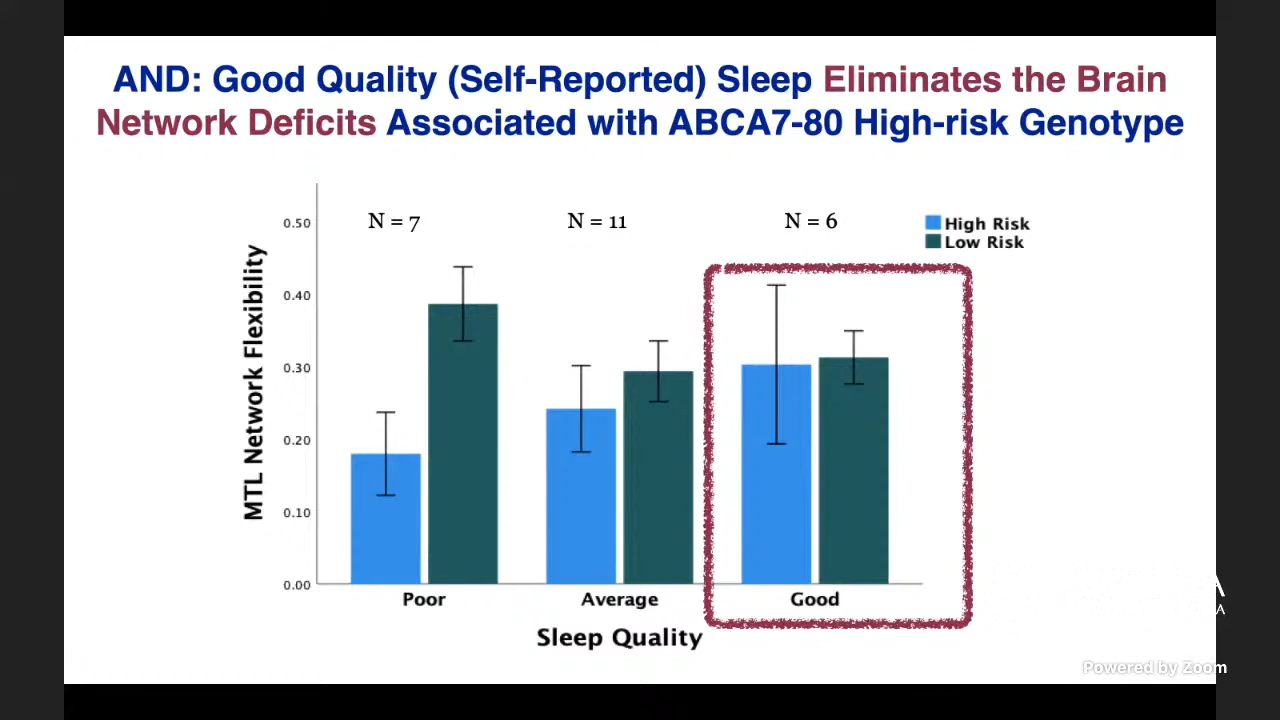 AND: Good Quality (Self-Reported) Sleep Eliminates the Brain
Network Deficits Associated with ABCA7-80 High-risk Genotype
N = 7
N = 11
N = 6
High Risk
Low Risk
MTL Network Flexibility
0.50
0.40
0.30
0.20
0.10
0.00
Poor
Average
Good
Sleep Quality
A
A
Powered by Zoom